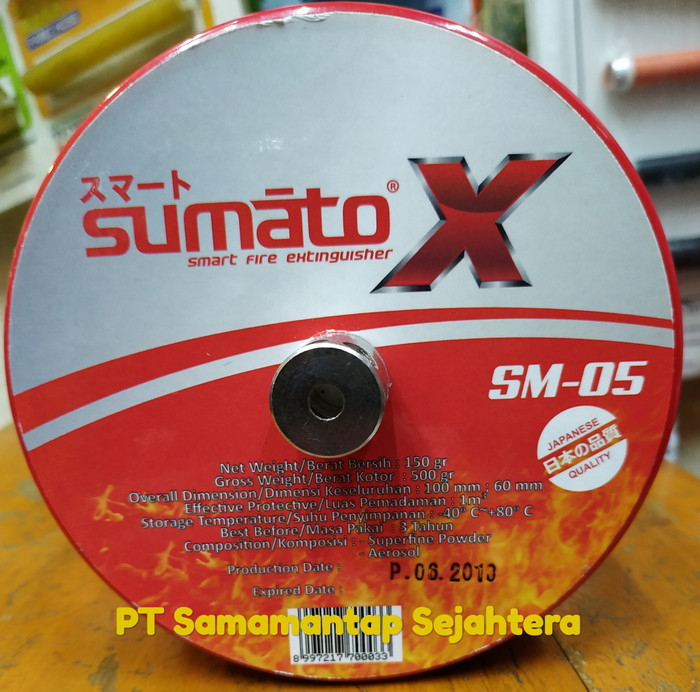 スマート
sumāto® X
smart fire extinguisher
SM-05
JAPANESE
日本の品質
QUALITY
Net Weight/Berat Bersih : 150 gr
Gross Weight/Berat Kotor : 500 gr
Overall Dimension/Dimensi Keseluruhan : 100 mm ; 60 mm
Effective Protective/Luas Pemadaman : 1m³
Storage Temperature/Suhu Penyimpanan : -40° C~+80° C
Best Before/Masa Pakai : 3 Tahun
Composition/Komposisi : - Superfine Powder
- Aerosol
Production Date : P.06.2013
Expired Date :
PT Samamantap Sejahtera
8997217700033